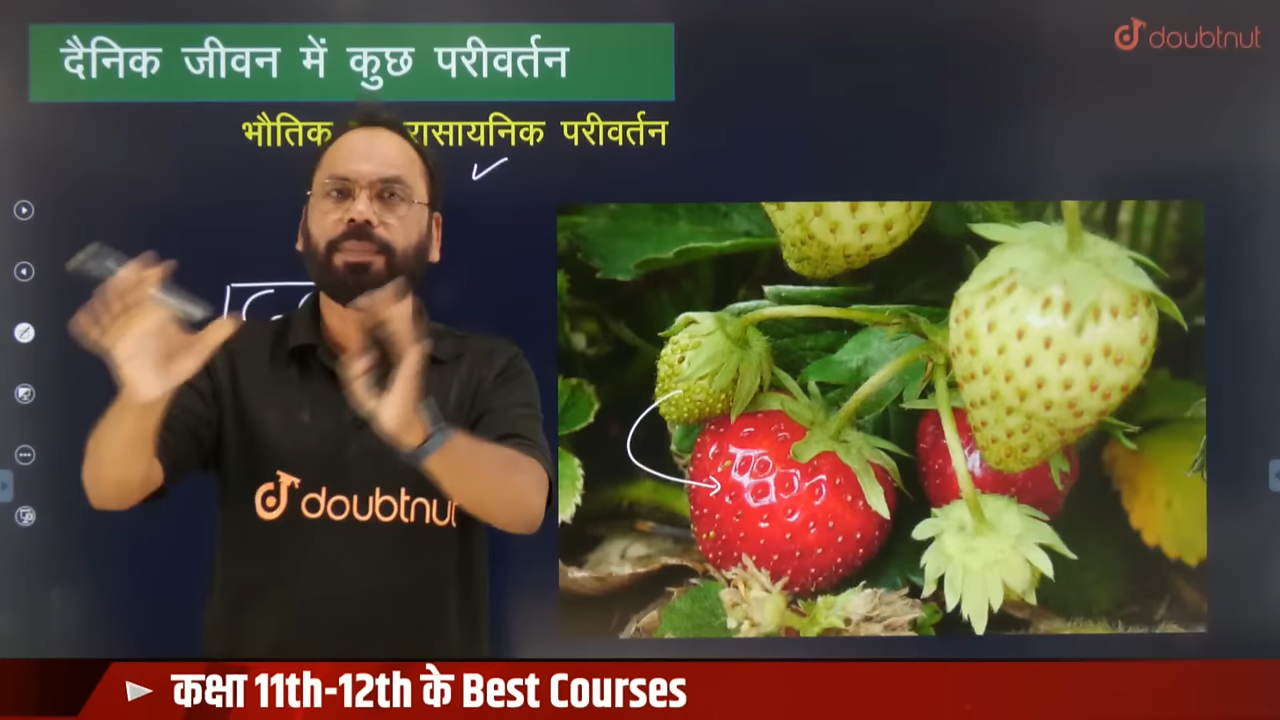 दैनिक जीवन में कुछ परीवर्तन
doubtnut
भौतिक रासायनिक परीवर्तन
doubtnut
कक्षा 11th-12th के Best Courses